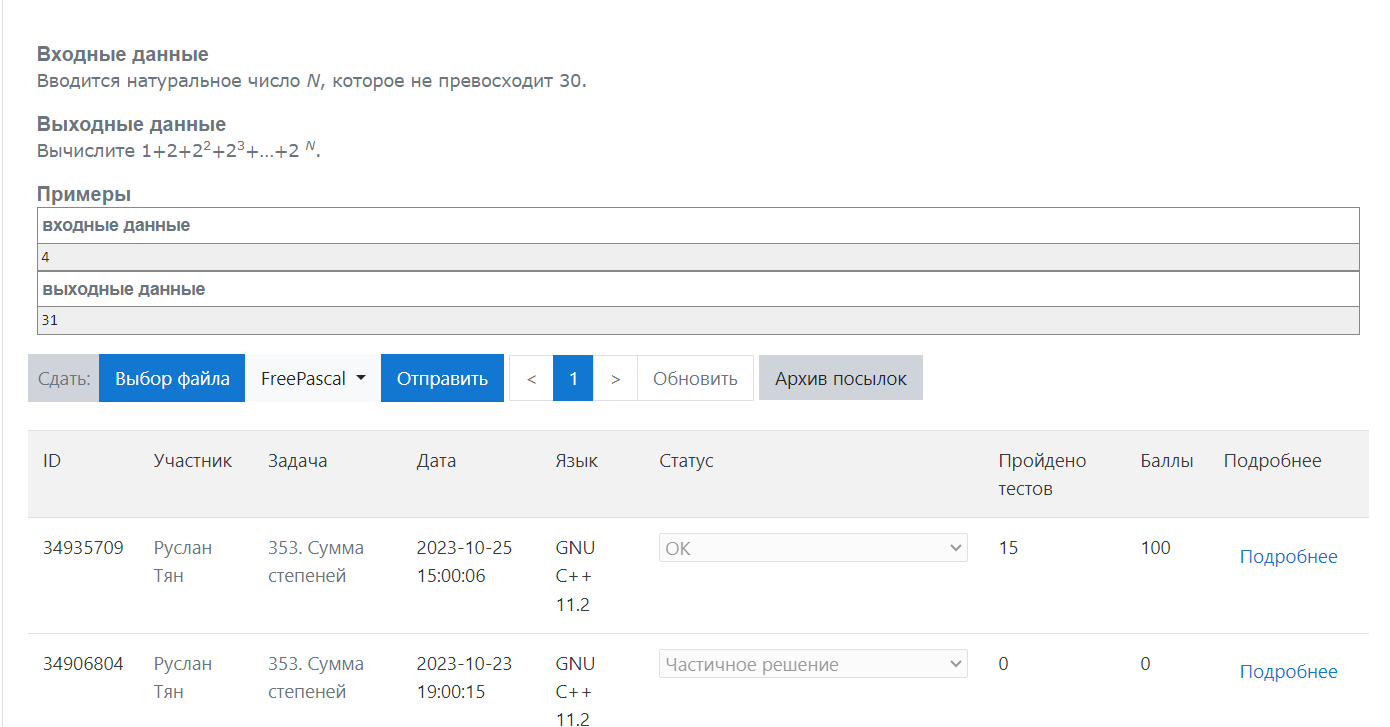 Входные данные
Вводится натуральное число N, которое не превосходит 30.
Выходные данные
Вычислите 1+2+2²+2³+...+2 ᴺ.
Примеры
входные данные
4
выходные данные
31
Сдать: Выбор файла FreePascal Отправить < 1 > Обновить Архив посылок
ID Участник Задача Дата Язык Статус Пройдено тестов Баллы Подробнее
34935709 Руслан Тян 353. Сумма степеней 2023-10-25 15:00:06 GNU C++ 11.2 OK 15 100 Подробнее
34906804 Руслан Тян 353. Сумма степеней 2023-10-23 19:00:15 GNU C++ 11.2 Частичное решение 0 0 Подробнее